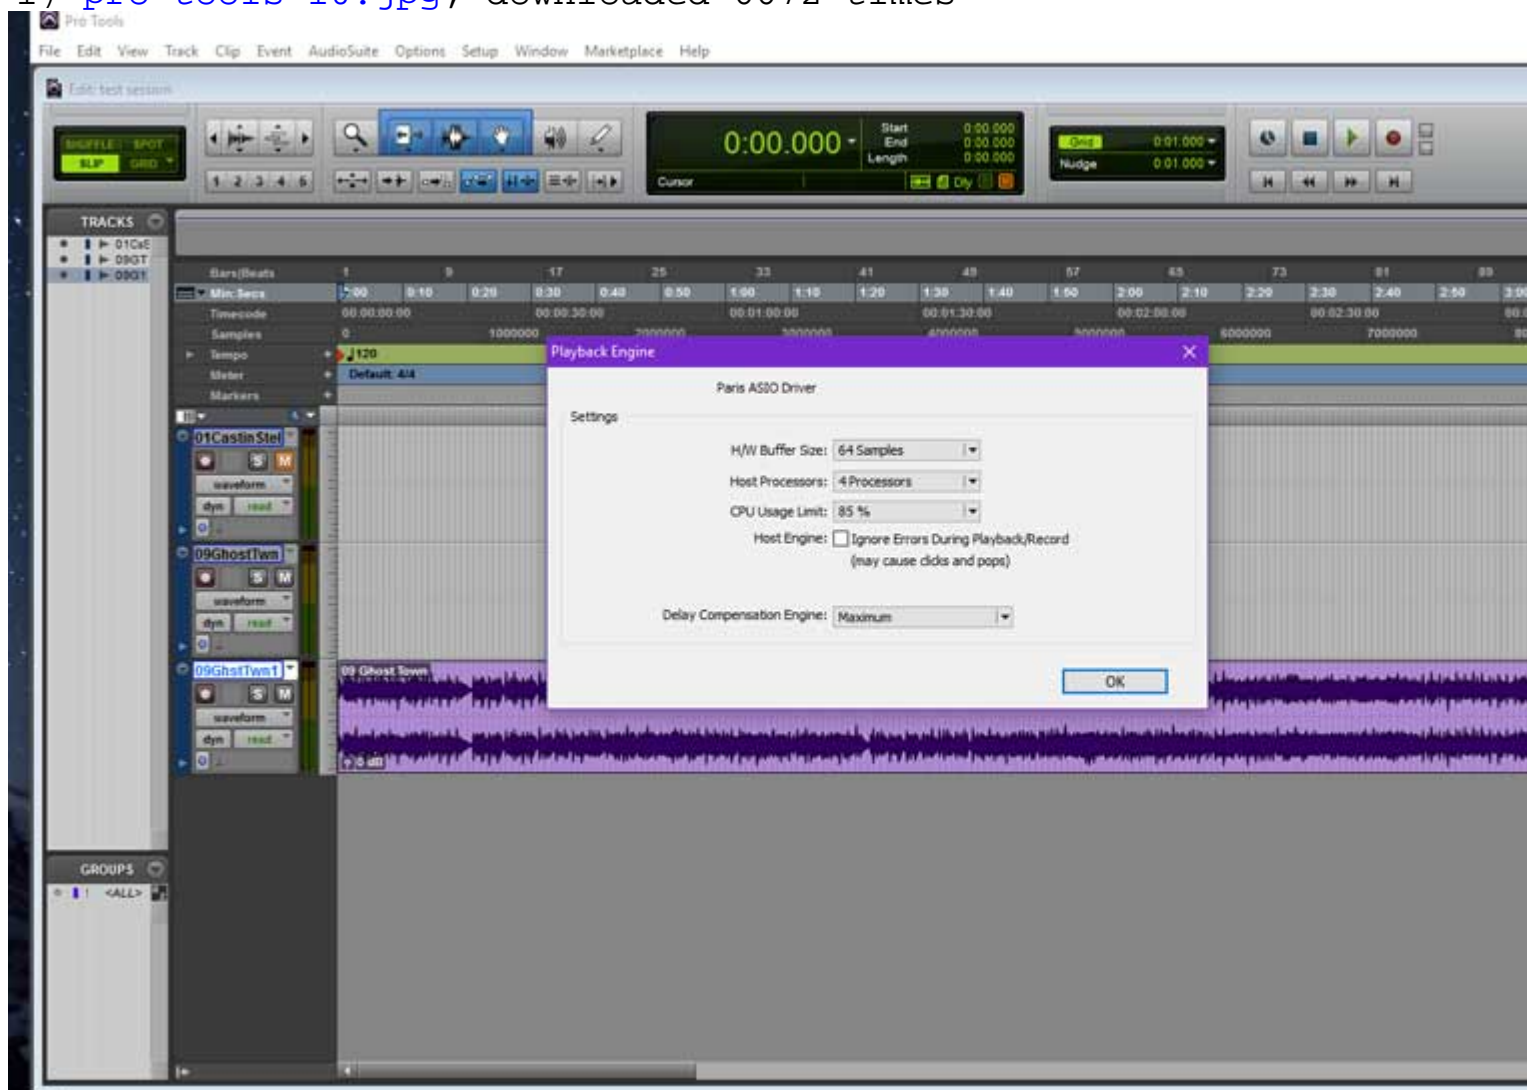 1) pro tools 10.jpg, downloaded 6072 times
Pro Tools
File Edit View Track Clip Event AudioSuite Options Setup Window Marketplace Help
Edit: test session
SHUFFLE SPOT
SLIP GRID
1 2 3 4 5
0:00.000
Start 0:00.000
End 0:00.000
Length 0:00.000
Cursor
Dly
Grid 0:01.000
Nudge 0:01.000
TRACKS
01CsS
09GT
09G1
Bars|Beats 1 9 17 25 33 41 49 57 65 73 81 89
Min:Secs 0:00 0:10 0:20 0:30 0:40 0:50 1:00 1:10 1:20 1:30 1:40 1:50 2:00 2:10 2:20 2:30 2:40 2:50 3:00
Timecode 00:00:00:00 00:00:30:00 00:01:00:00 00:01:30:00 00:02:00:00 00:02:30:00
Samples 0 1000000 2000000 3000000 4000000 5000000 6000000 7000000
Tempo 120
Meter Default: 4/4
Markers
Playback Engine
Paris ASIO Driver
Settings
H/W Buffer Size: 64 Samples
Host Processors: 4 Processors
CPU Usage Limit: 85 %
Host Engine: Ignore Errors During Playback/Record
(may cause clicks and pops)
Delay Compensation Engine: Maximum
OK
01CastinStel
S M
waveform
dyn read
09GhostTwn
S M
waveform
dyn read
09GhstTwn1
S M
waveform
dyn read
09 Ghost Town
0 dB
GROUPS
! <ALL>